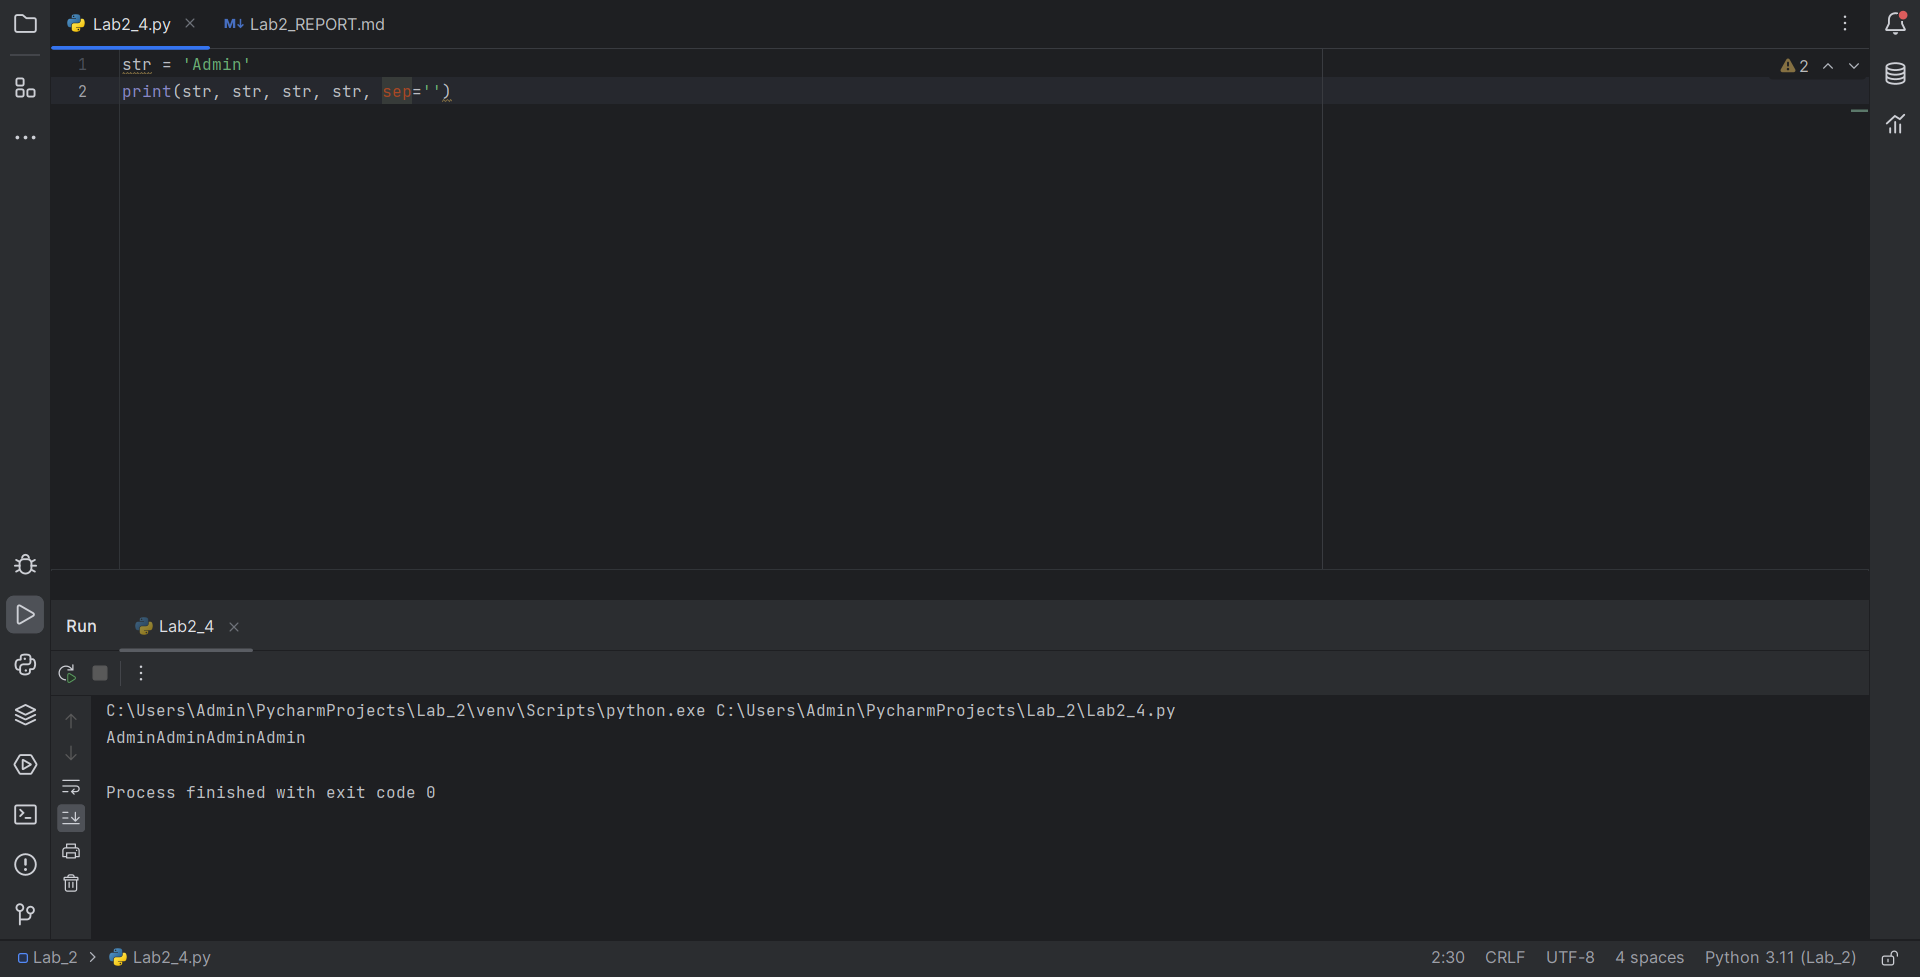 Lab2_4.py
M↓ Lab2_REPORT.md
1 str = 'Admin'
2 print(str, str, str, str, sep='')
2
Run
Lab2_4
C:\Users\Admin\PycharmProjects\Lab_2\venv\Scripts\python.exe C:\Users\Admin\PycharmProjects\Lab_2\Lab2_4.py
AdminAdminAdminAdmin
Process finished with exit code 0
Lab_2 > Lab2_4.py
2:30 CRLF UTF-8 4 spaces Python 3.11 (Lab_2)